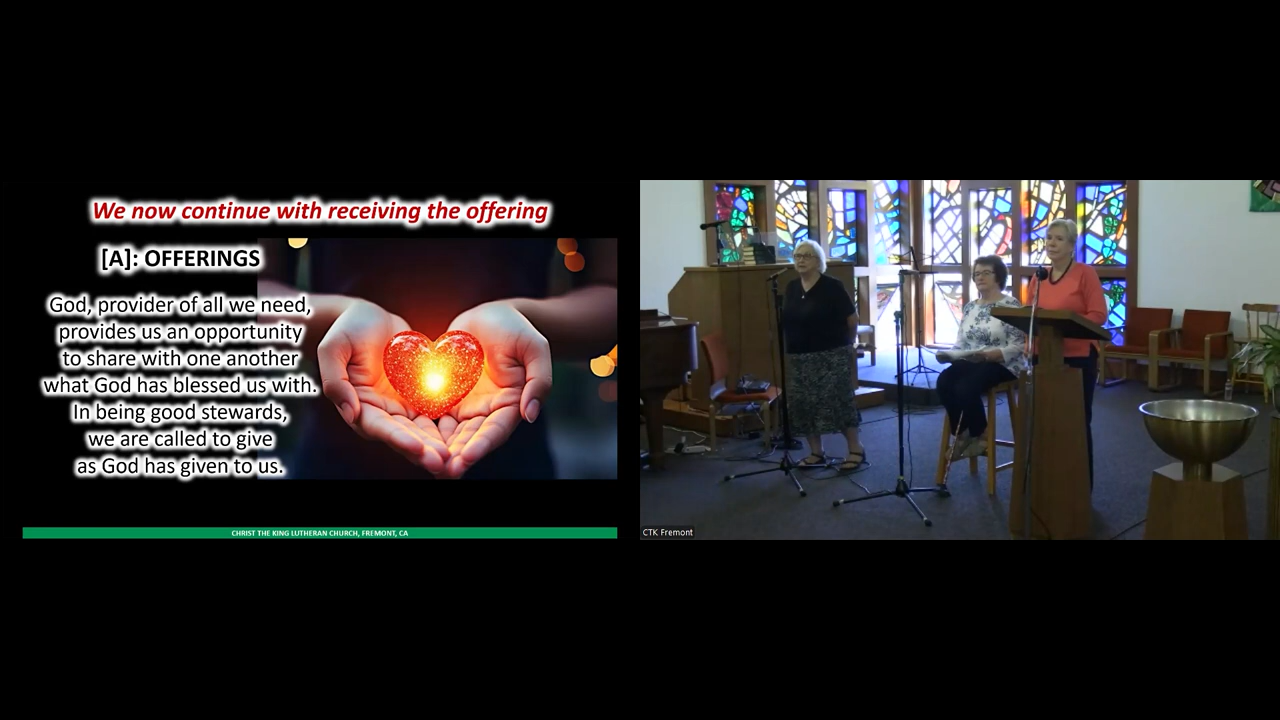 We now continue with receiving the offering
[A]: OFFERINGS
God, provider of all we need,
provides us an opportunity
to share with one another
what God has blessed us with.
In being good stewards,
we are called to give
as God has given to us.
CHRIST THE KING LUTHERAN CHURCH, FREMONT, CA
CTK Fremont